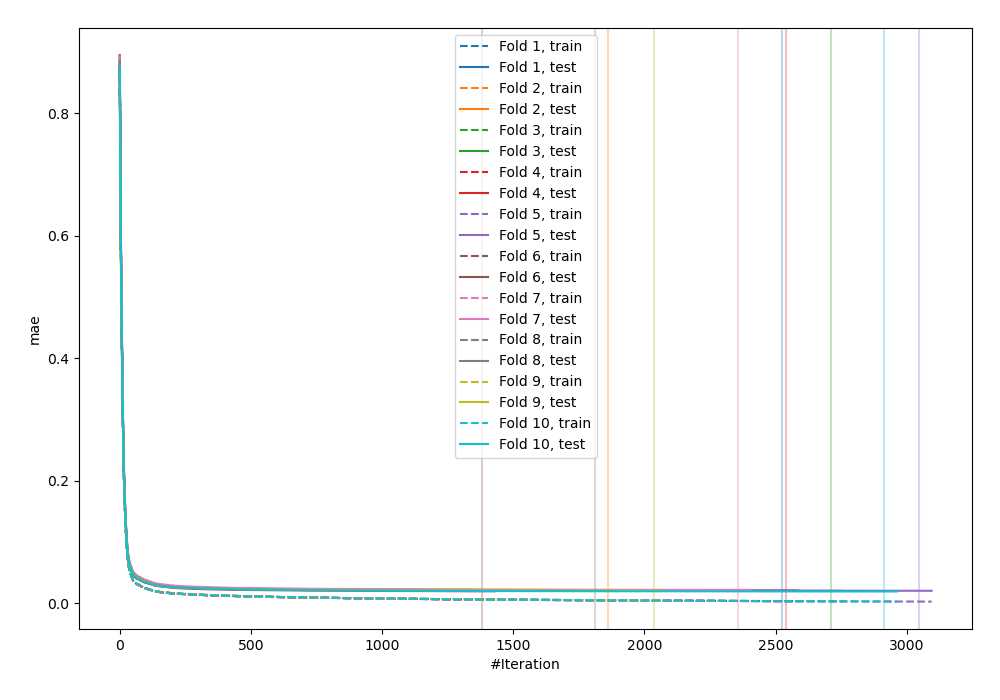 Fold 1, train
Fold 1, test
Fold 2, train
Fold 2, test
Fold 3, train
Fold 3, test
Fold 4, train
Fold 4, test
Fold 5, train
Fold 5, test
Fold 6, train
Fold 6, test
Fold 7, train
Fold 7, test
Fold 8, train
Fold 8, test
Fold 9, train
Fold 9, test
Fold 10, train
Fold 10, test
mae
0.8
0.6
0.4
0.2
0.0
0 500 1000 1500 2000 2500 3000
#Iteration